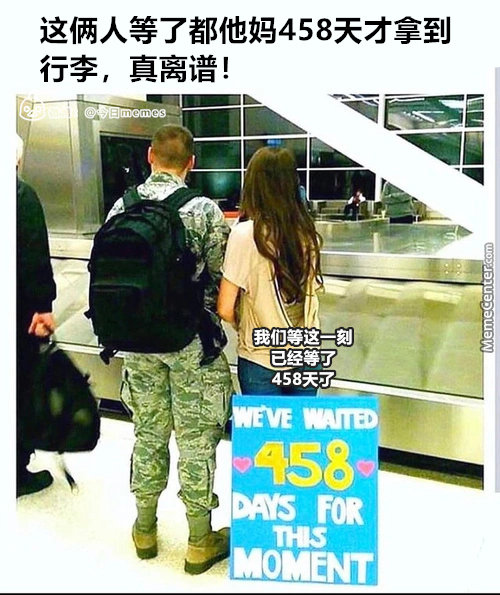 这俩人等了都他妈458天才拿到
行李，真离谱！
@今日memes
MemeCenter.com
我们等这一刻
已经等了
458天了
WE'VE WAITED
458
DAYS FOR
THIS
MOMENT